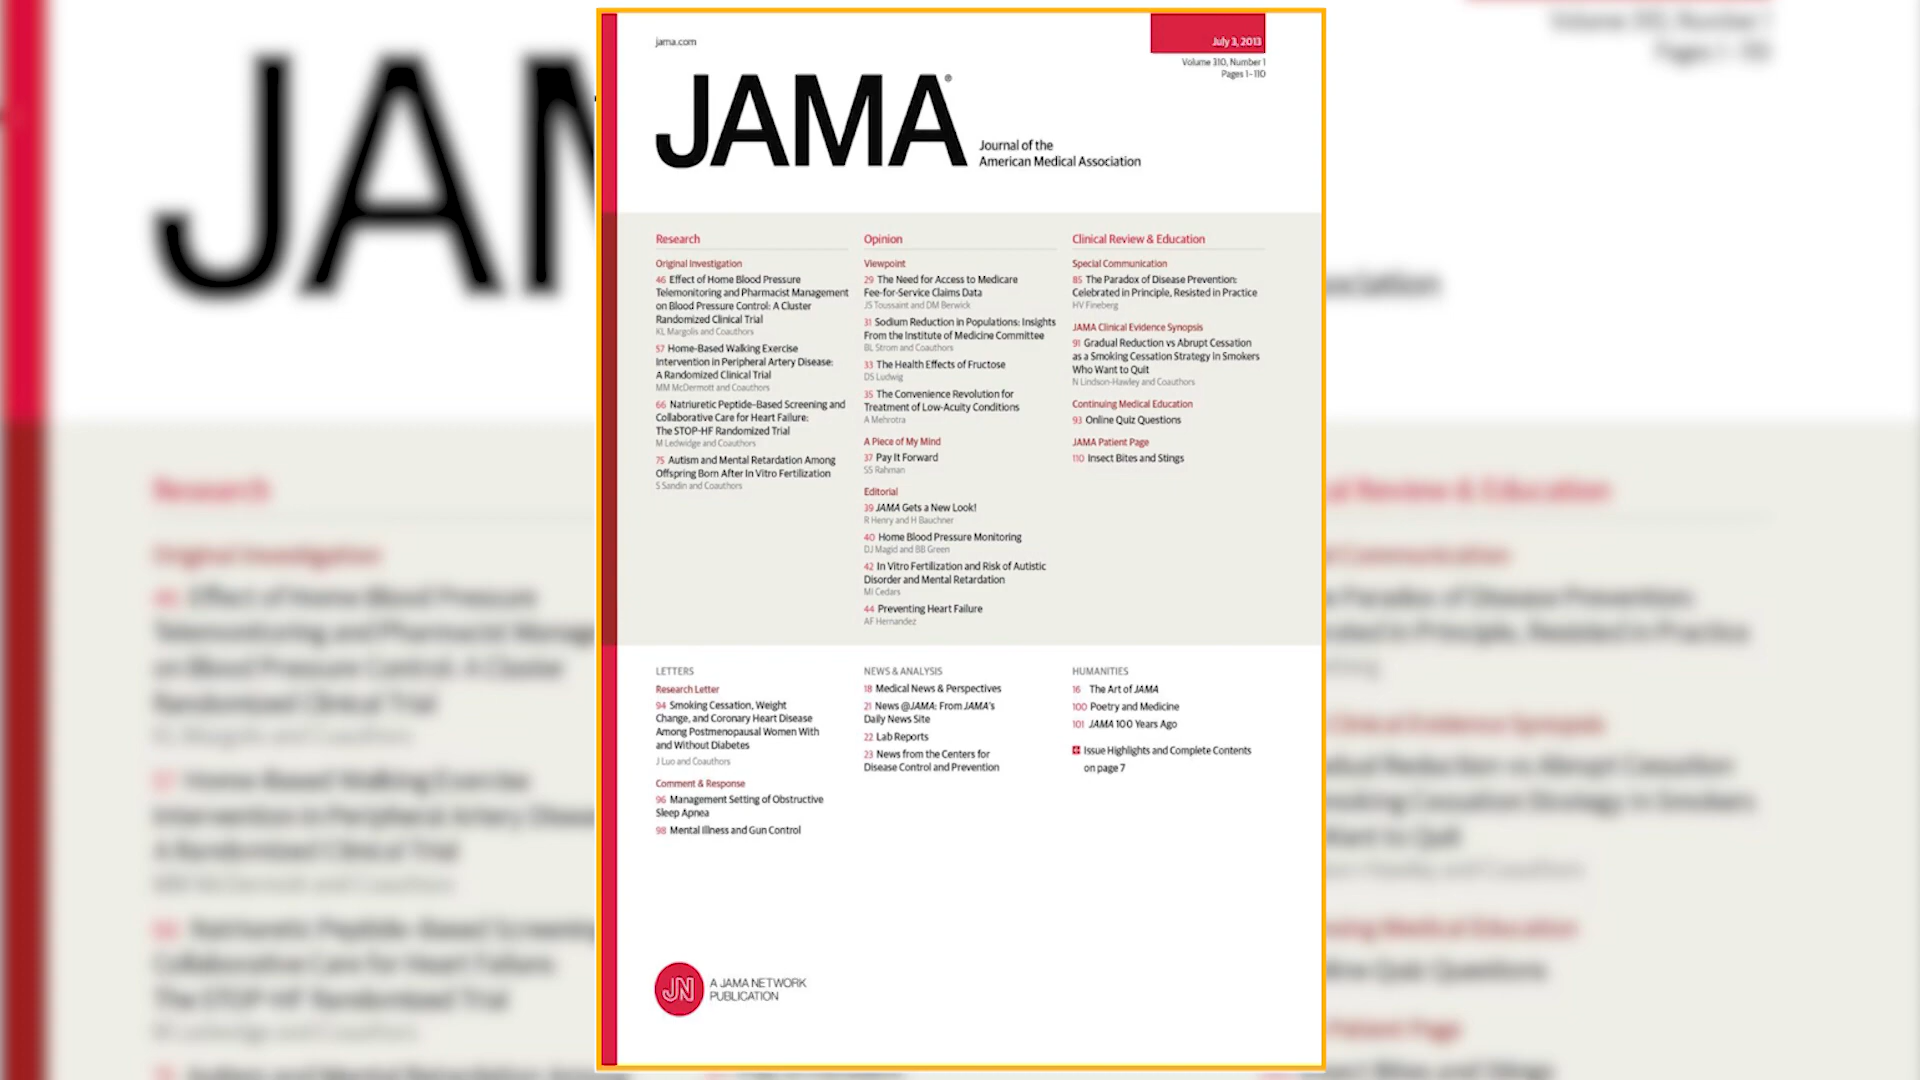 jama.com
July 3, 2013
Volume 310, Number 1
Pages 1-110
JAMA®
Journal of the
American Medical Association
Research
Original Investigation
46 Effect of Home Blood Pressure
Telemonitoring and Pharmacist Management
on Blood Pressure Control: A Cluster
Randomized Clinical Trial
KL Margolis and Coauthors
57 Home-Based Walking Exercise
Intervention in Peripheral Artery Disease:
A Randomized Clinical Trial
MM McDermott and Coauthors
66 Natriuretic Peptide-Based Screening and
Collaborative Care for Heart Failure:
The STOP-HF Randomized Trial
M Ledwidge and Coauthors
75 Autism and Mental Retardation Among
Offspring Born After In Vitro Fertilization
S Sandin and Coauthors
Opinion
Viewpoint
29 The Need for Access to Medicare
Fee-for-Service Claims Data
JS Toussaint and DM Berwick
31 Sodium Reduction in Populations: Insights
From the Institute of Medicine Committee
BL Strom and Coauthors
33 The Health Effects of Fructose
DS Ludwig
35 The Convenience Revolution for
Treatment of Low-Acuity Conditions
A Mehrotra
A Piece of My Mind
37 Pay It Forward
SS Rahman
Editorial
39 JAMA Gets a New Look!
R Henry and H Bauchner
40 Home Blood Pressure Monitoring
DJ Magid and BB Green
42 In Vitro Fertilization and Risk of Autistic
Disorder and Mental Retardation
MI Cedars
44 Preventing Heart Failure
AF Hernandez
Clinical Review & Education
Special Communication
85 The Paradox of Disease Prevention:
Celebrated in Principle, Resisted in Practice
HV Fineberg
JAMA Clinical Evidence Synopsis
91 Gradual Reduction vs Abrupt Cessation
as a Smoking Cessation Strategy in Smokers
Who Want to Quit
N Lindson-Hawley and Coauthors
Continuing Medical Education
93 Online Quiz Questions
JAMA Patient Page
110 Insect Bites and Stings
LETTERS
Research Letter
94 Smoking Cessation, Weight
Change, and Coronary Heart Disease
Among Postmenopausal Women With
and Without Diabetes
J Luo and Coauthors
Comment & Response
96 Management Setting of Obstructive
Sleep Apnea
98 Mental Illness and Gun Control
NEWS & ANALYSIS
18 Medical News & Perspectives
21 News @JAMA: From JAMA's
Daily News Site
22 Lab Reports
23 News from the Centers for
Disease Control and Prevention
HUMANITIES
16 The Art of JAMA
100 Poetry and Medicine
101 JAMA 100 Years Ago
Issue Highlights and Complete Contents
on page 7
JN
A JAMA NETWORK
PUBLICATION